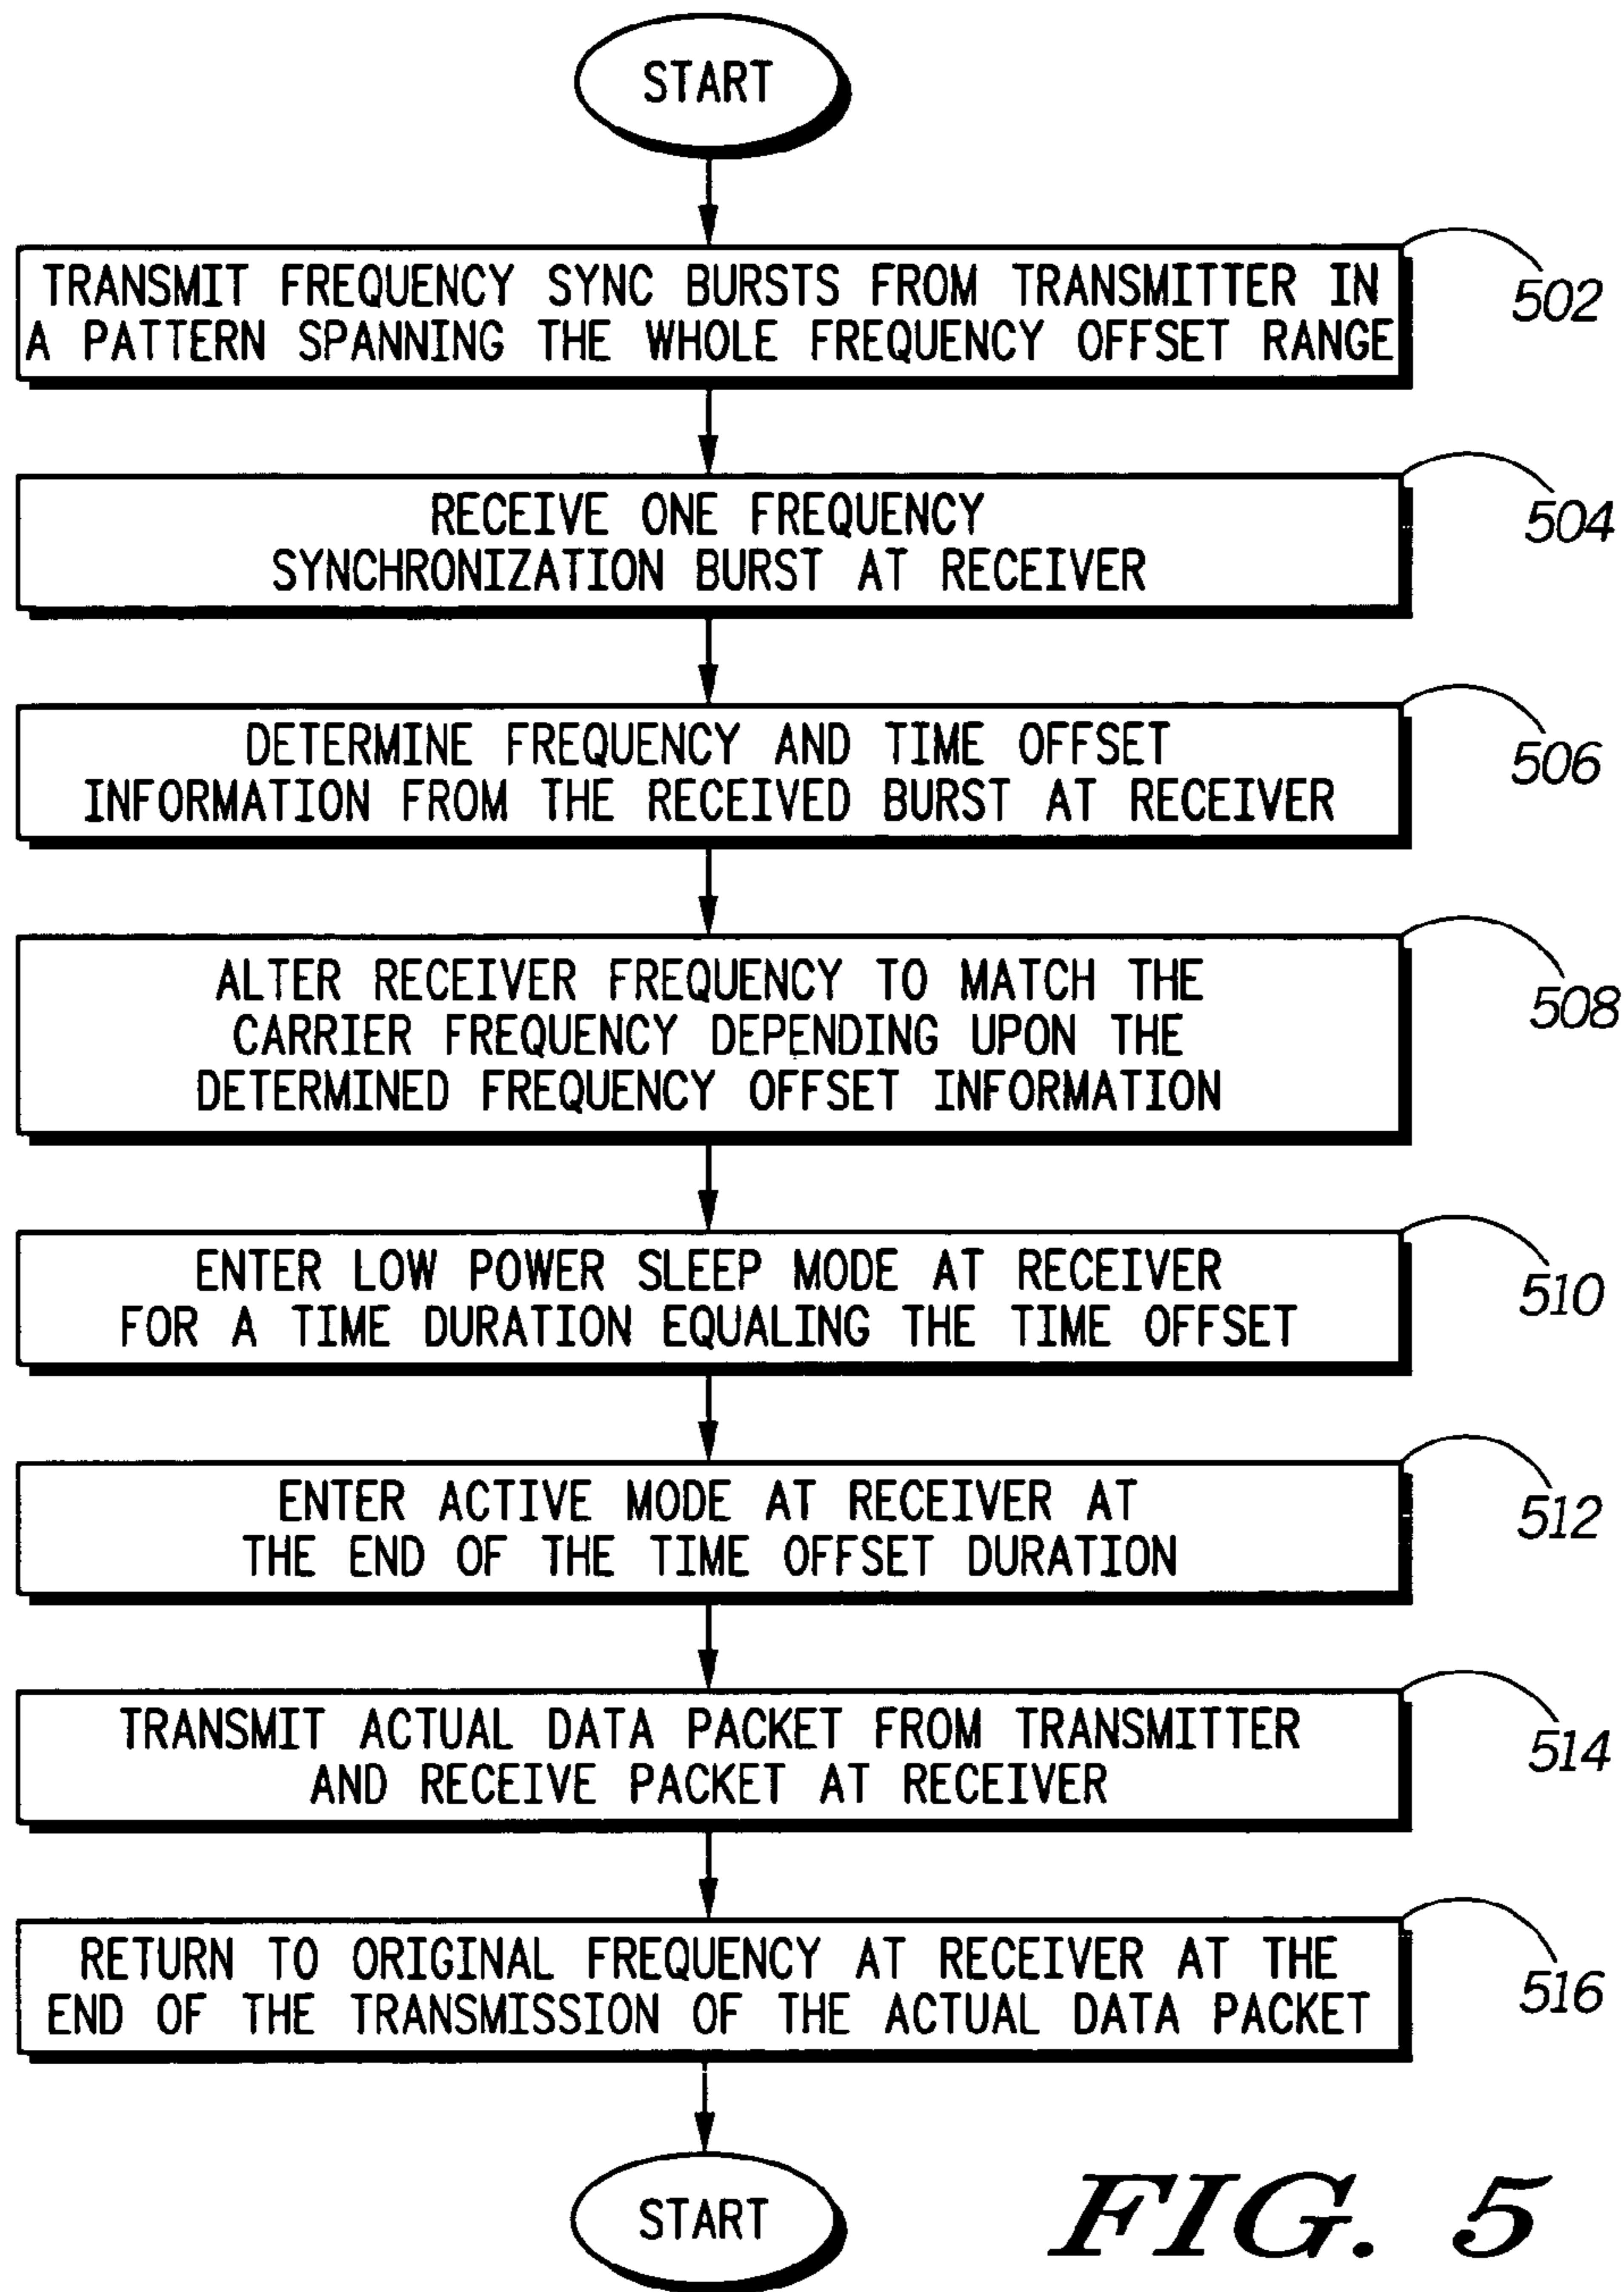 START
TRANSMIT FREQUENCY SYNC BURSTS FROM TRANSMITTER IN
A PATTERN SPANNING THE WHOLE FREQUENCY OFFSET RANGE
502
RECEIVE ONE FREQUENCY
SYNCHRONIZATION BURST AT RECEIVER
504
DETERMINE FREQUENCY AND TIME OFFSET
INFORMATION FROM THE RECEIVED BURST AT RECEIVER
506
ALTER RECEIVER FREQUENCY TO MATCH THE
CARRIER FREQUENCY DEPENDING UPON THE
DETERMINED FREQUENCY OFFSET INFORMATION
508
ENTER LOW POWER SLEEP MODE AT RECEIVER
FOR A TIME DURATION EQUALING THE TIME OFFSET
510
ENTER ACTIVE MODE AT RECEIVER AT
THE END OF THE TIME OFFSET DURATION
512
TRANSMIT ACTUAL DATA PACKET FROM TRANSMITTER
AND RECEIVE PACKET AT RECEIVER
514
RETURN TO ORIGINAL FREQUENCY AT RECEIVER AT THE
END OF THE TRANSMISSION OF THE ACTUAL DATA PACKET
516
START
FIG. 5